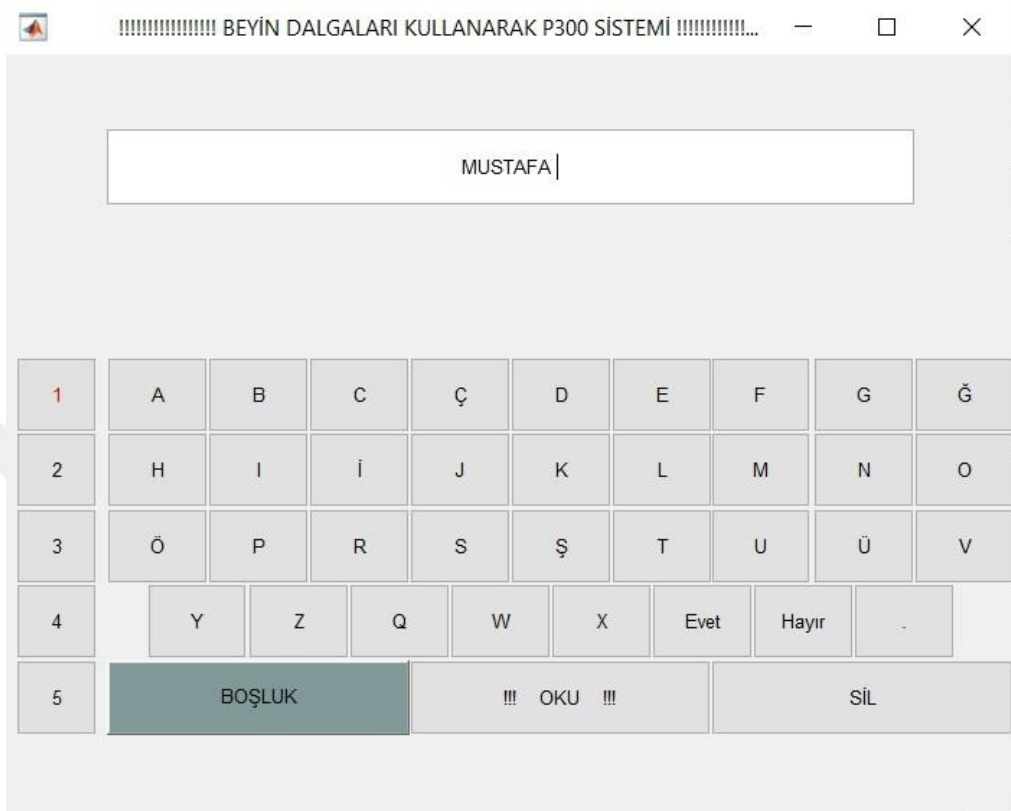 !!!!!!!!!!!!!!!!! BEYİN DALGALARI KULLANARAK P300 SİSTEMİ !!!!!!!!!!!!!...
MUSTAFA
1 A B C Ç D E F G Ğ
2 H I İ J K L M N O
3 Ö P R S Ş T U Ü V
4 Y Z Q W X Evet Hayır .
5 BOŞLUK !!! OKU !!! SİL